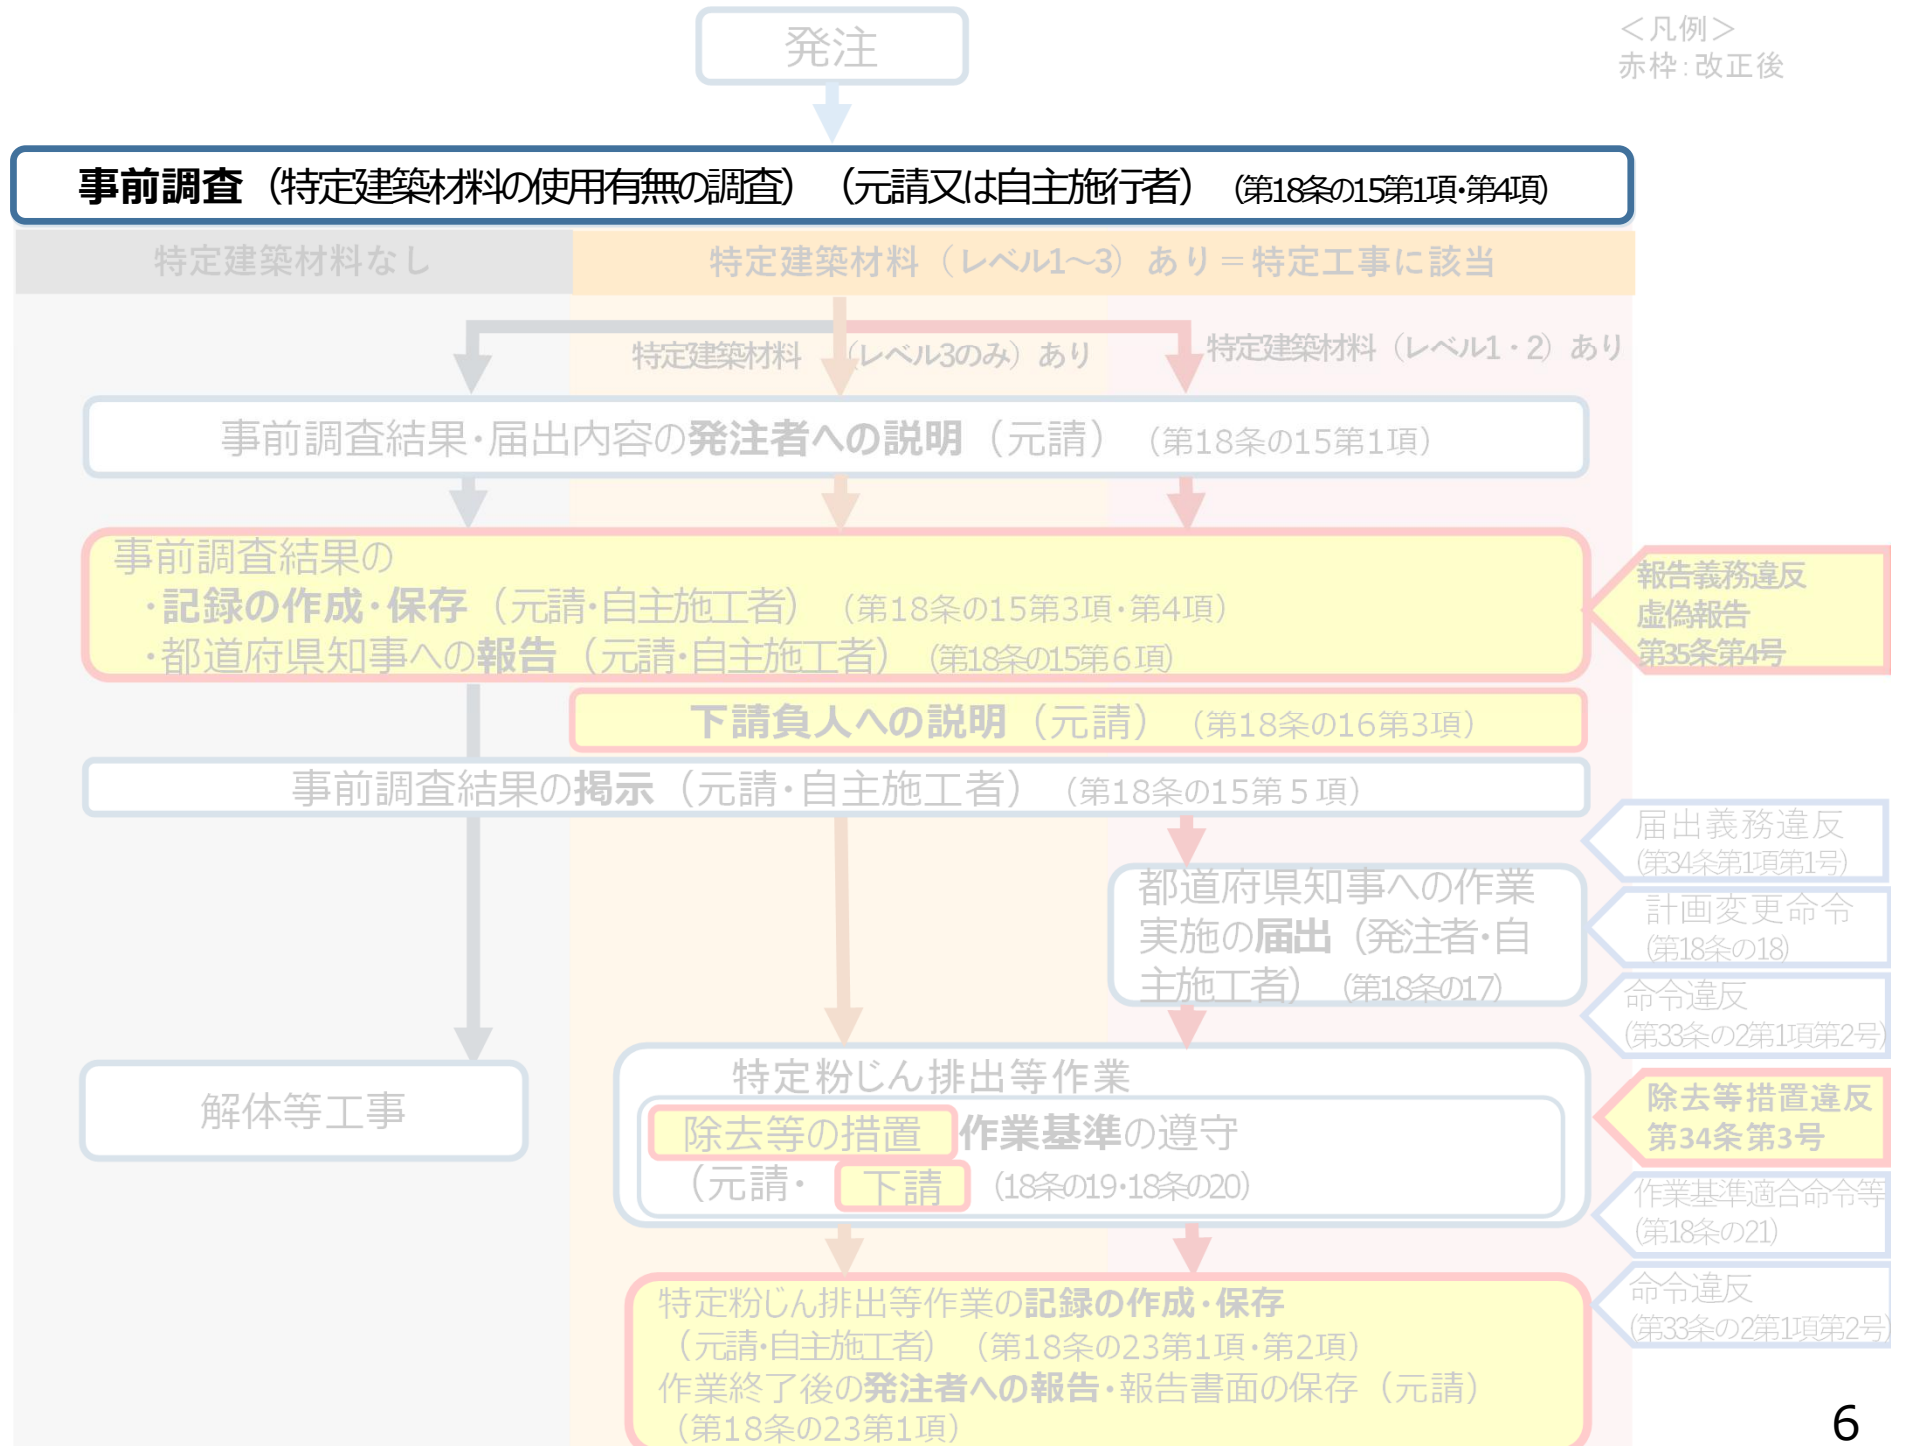 発注
＜凡例＞
赤枠：改正後
事前調査（特定建築材料の使用有無の調査）（元請又は自主施行者）（第18条の15第1項・第4項）
特定建築材料なし
特定建築材料（レベル1～3）あり＝特定工事に該当
特定建築材料（レベル3のみ）あり
特定建築材料（レベル1・2）あり
事前調査結果・届出内容の発注者への説明（元請）（第18条の15第1項）
事前調査結果の
・記録の作成・保存（元請・自主施工者）（第18条の15第3項・第4項）
・都道府県知事への報告（元請・自主施工者）（第18条の15第６項）
報告義務違反
虚偽報告
第35条第4号
下請負人への説明（元請）（第18条の16第3項）
事前調査結果の掲示（元請・自主施工者）（第18条の15第５項）
届出義務違反
(第34条第1項第1号)
都道府県知事への作業
実施の届出（発注者・自
主施工者）（第18条の17）
計画変更命令
(第18条の18)
命令違反
(第33条の2第1項第2号)
解体等工事
特定粉じん排出等作業
除去等の措置 作業基準の遵守
（元請・ 下請 （18条の19・18条の20）
除去等措置違反
第34条第3号
作業基準適合命令等
(第18条の21)
命令違反
(第33条の2第1項第2号)
特定粉じん排出等作業の記録の作成・保存
（元請・自主施工者）（第18条の23第1項・第2項）
作業終了後の発注者への報告・報告書面の保存（元請）
（第18条の23第1項）
6